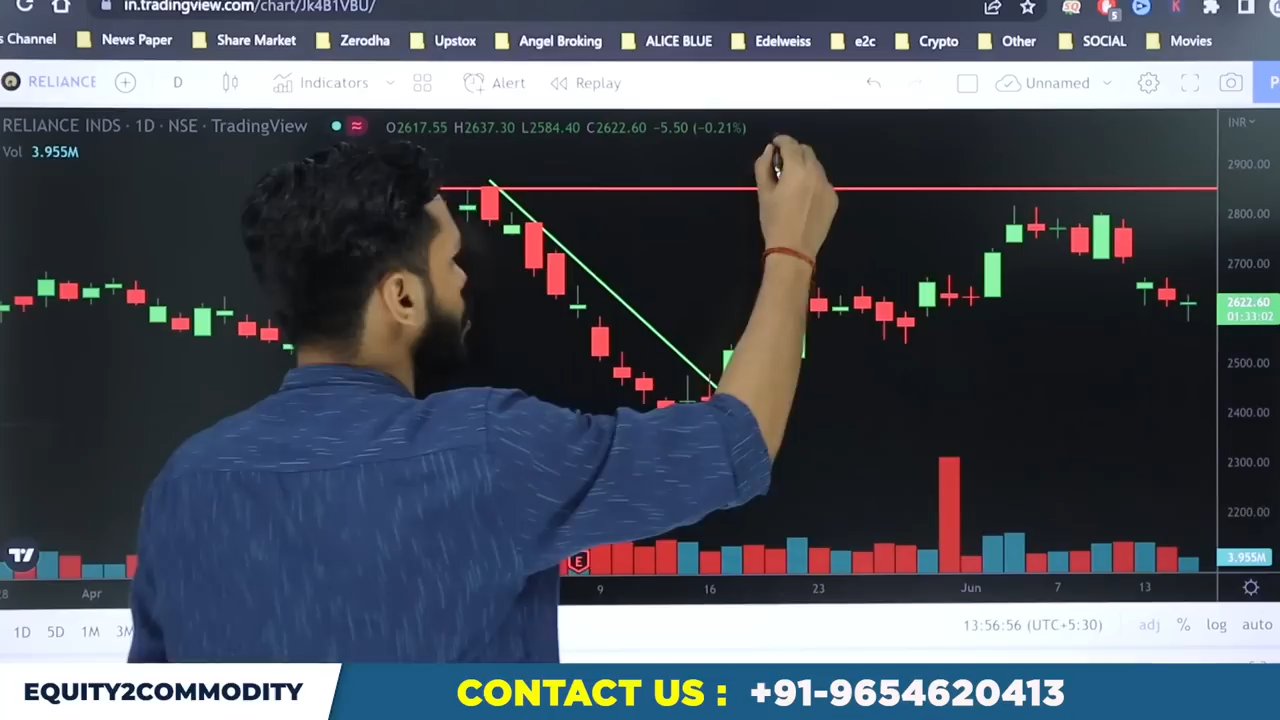 in.tradingview.com/chart/Jk4B1VBU/
5
s Channel News Paper Share Market Zerodha Upstox Angel Broking ALICE BLUE Edelweiss e2c Crypto Other SOCIAL Movies
RELIANCE D Indicators Alert Replay Unnamed P
RELIANCE INDS · 1D · NSE · TradingView O2617.55 H2637.30 L2584.40 C2622.60 −5.50 (−0.21%) INR
Vol 3.955M
2900.00
2800.00
2700.00
2622.60
01:33:02
2500.00
2400.00
2300.00
2200.00
3.955M
E
28 Apr 9 16 23 Jun 7 13
1D 5D 1M 3M 13:56:56 (UTC+5:30) adj % log auto
EQUITY2COMMODITY CONTACT US : +91-9654620413